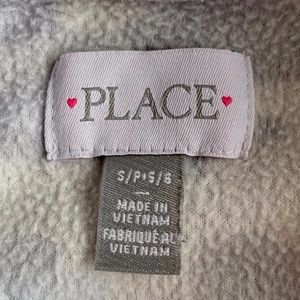 PLACE
S/P•5/6
MADE IN
VIETNAM
FABRIQUÉ AU
VIETNAM